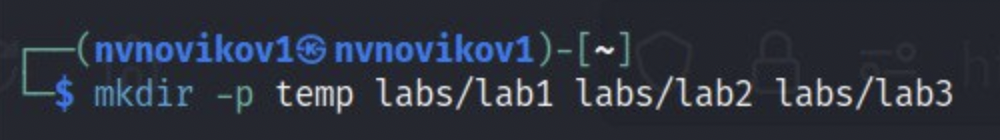 ┌──(nvnovikov1㉿nvnovikov1)-[~]
└─$ mkdir -p temp labs/lab1 labs/lab2 labs/lab3